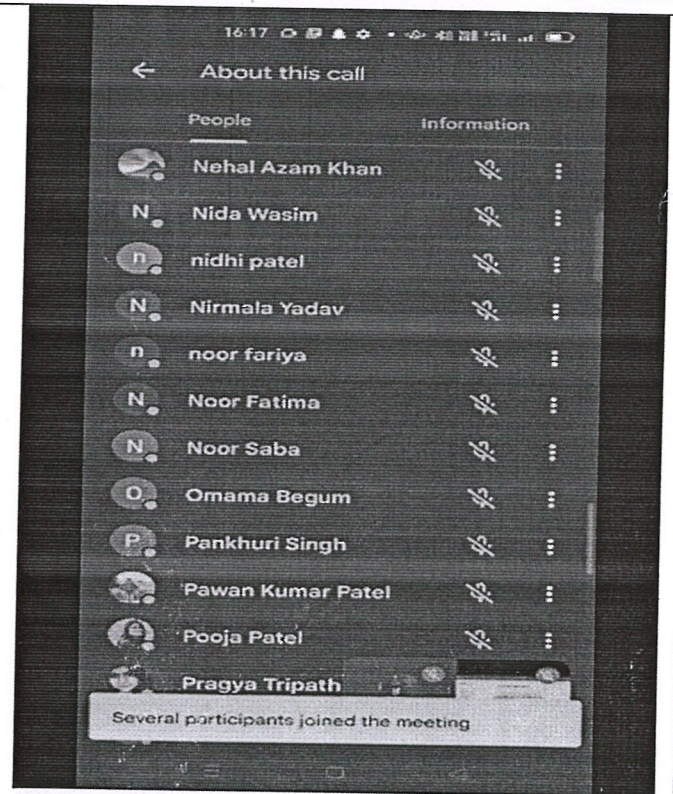 16:17
About this call
People Information
Nehal Azam Khan
N Nida Wasim
n nidhi patel
N Nirmala Yadav
n noor fariya
N Noor Fatima
N Noor Saba
O Omama Begum
P Pankhuri Singh
Pawan Kumar Patel
Pooja Patel
Pragya Tripath
Several participants joined the meeting